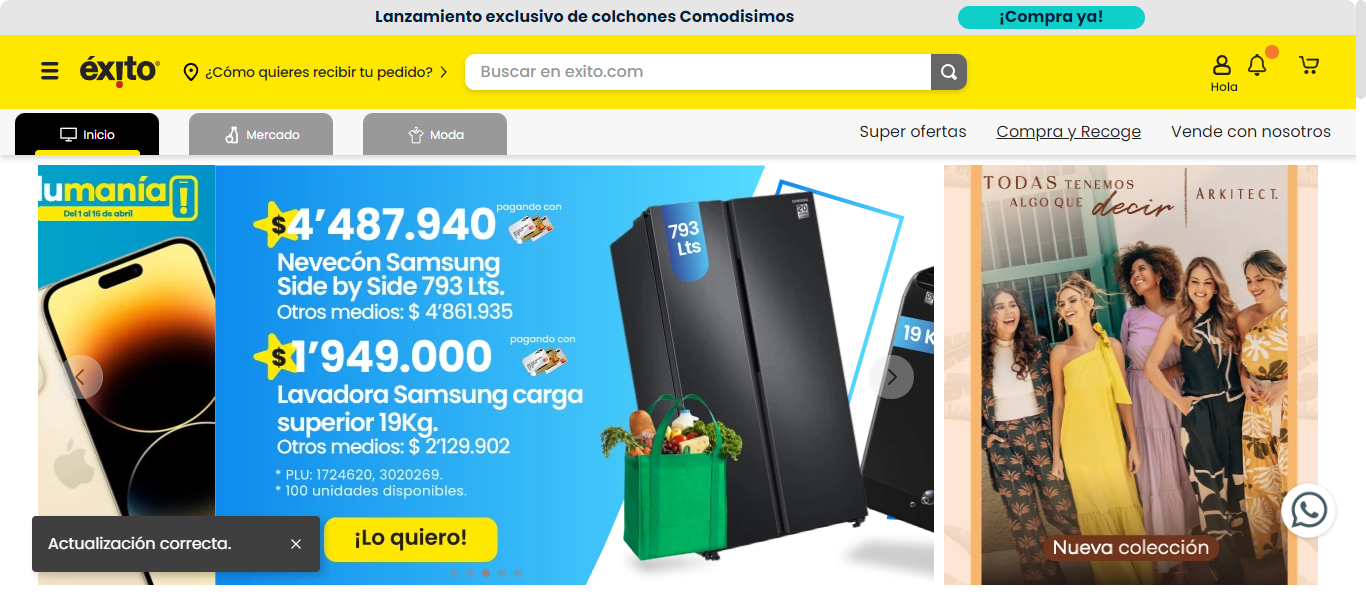 Lanzamiento exclusivo de colchones Comodisimos
¡Compra ya!
éxito
¿Cómo quieres recibir tu pedido?
Buscar en exito.com
Hola
Inicio
Mercado
Moda
Super ofertas
Compra y Recoge
Vende con nosotros
lumanía
Del 1 al 16 de abril
$4'487.940
pagando con
Nevecón Samsung
Side by Side 793 Lts.
Otros medios: $ 4'861.935
$1'949.000
pagando con
Lavadora Samsung carga
superior 19Kg.
Otros medios: $ 2'129.902
* PLU: 1724620, 3020269.
* 100 unidades disponibles.
¡Lo quiero!
793
Lts
19 K
TODAS TENEMOS
ALGO QUE decir
ARKITECT.
Nueva colección
Actualización correcta.